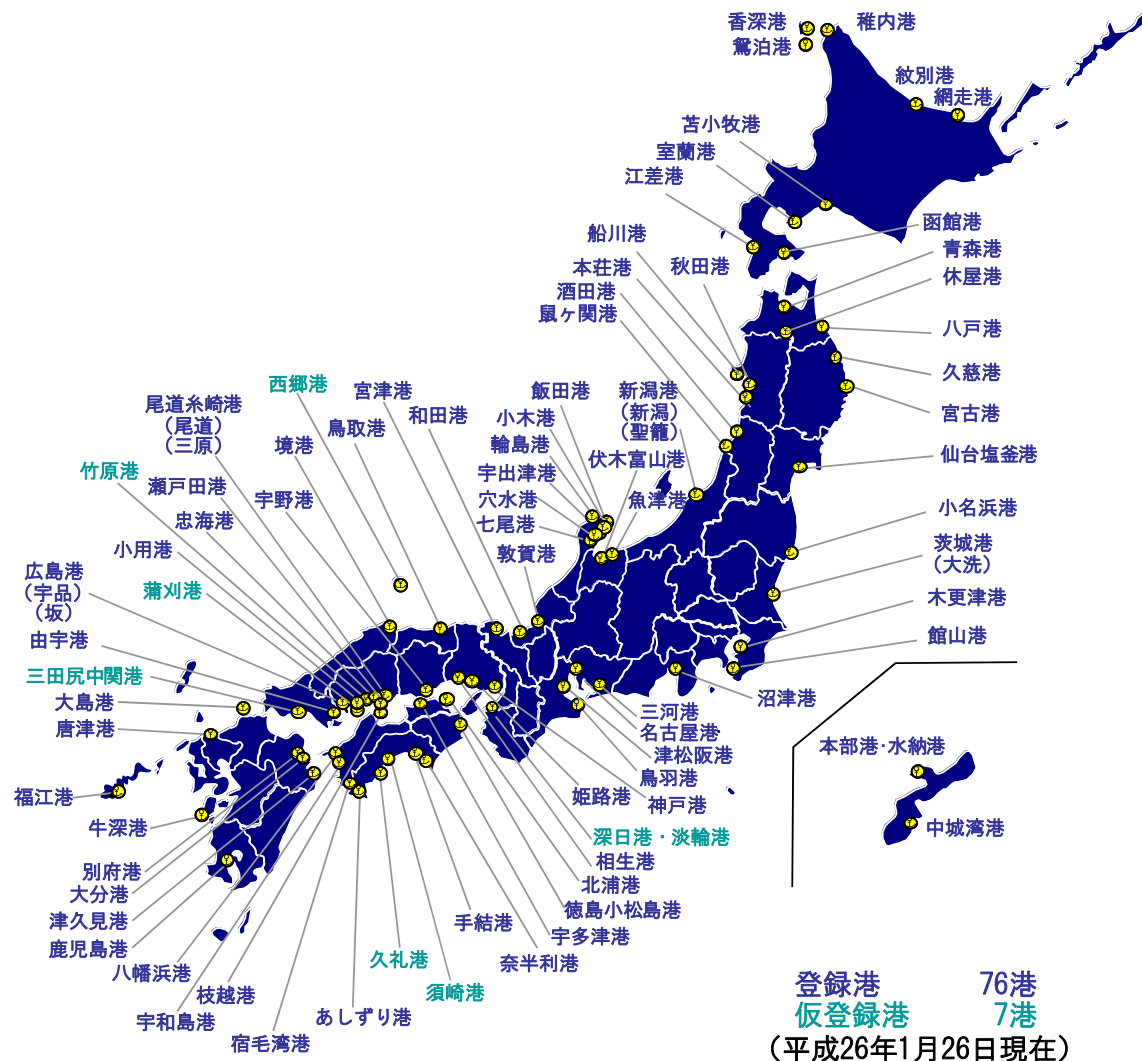 香深港
稚内港
鴛泊港
紋別港
網走港
苫小牧港
室蘭港
江差港
函館港
船川港
青森港
本荘港
秋田港
休屋港
酒田港
鼠ヶ関港
八戸港
久慈港
宮古港
仙台塩釜港
小名浜港
茨城港
(大洗)
木更津港
館山港
西郷港
宮津港
鳥取港
和田港
飯田港
小木港
輪島港
宇出津港
穴水港
七尾港
敦賀港
新潟港
(新潟)
(聖籠)
伏木富山港
魚津港
尾道糸崎港
(尾道)
(三原)
境港
竹原港
瀬戸田港
宇野港
忠海港
小用港
広島港
(宇品)
(坂)
蒲刈港
由宇港
三田尻中関港
大島港
唐津港
福江港
牛深港
別府港
大分港
津久見港
鹿児島港
八幡浜港
枝越港
宇和島港
宿毛湾港
あしずり港
久礼港
須崎港
手結港
奈半利港
宇多津港
徳島小松島港
北浦港
相生港
深日港・淡輪港
神戸港
姫路港
鳥羽港
津松阪港
名古屋港
三河港
沼津港
本部港・水納港
中城湾港
登録港 76港
仮登録港 7港
(平成26年1月26日現在)